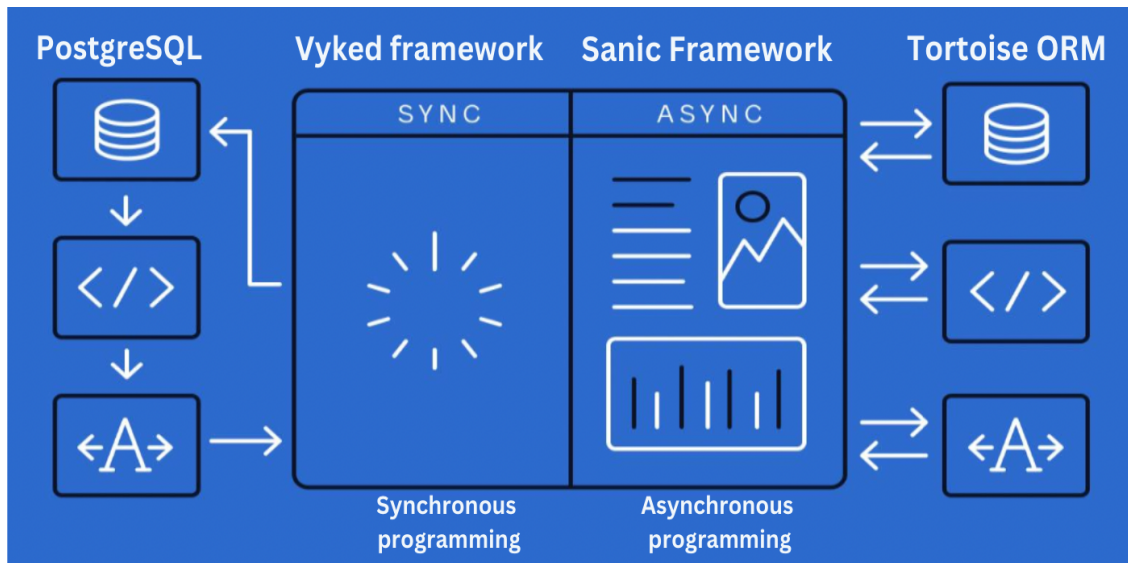 PostgreSQL
Vyked framework
Sanic Framework
Tortoise ORM
SYNC
ASYNC
</>
</>
A
A
Synchronous
programming
Asynchronous
programming